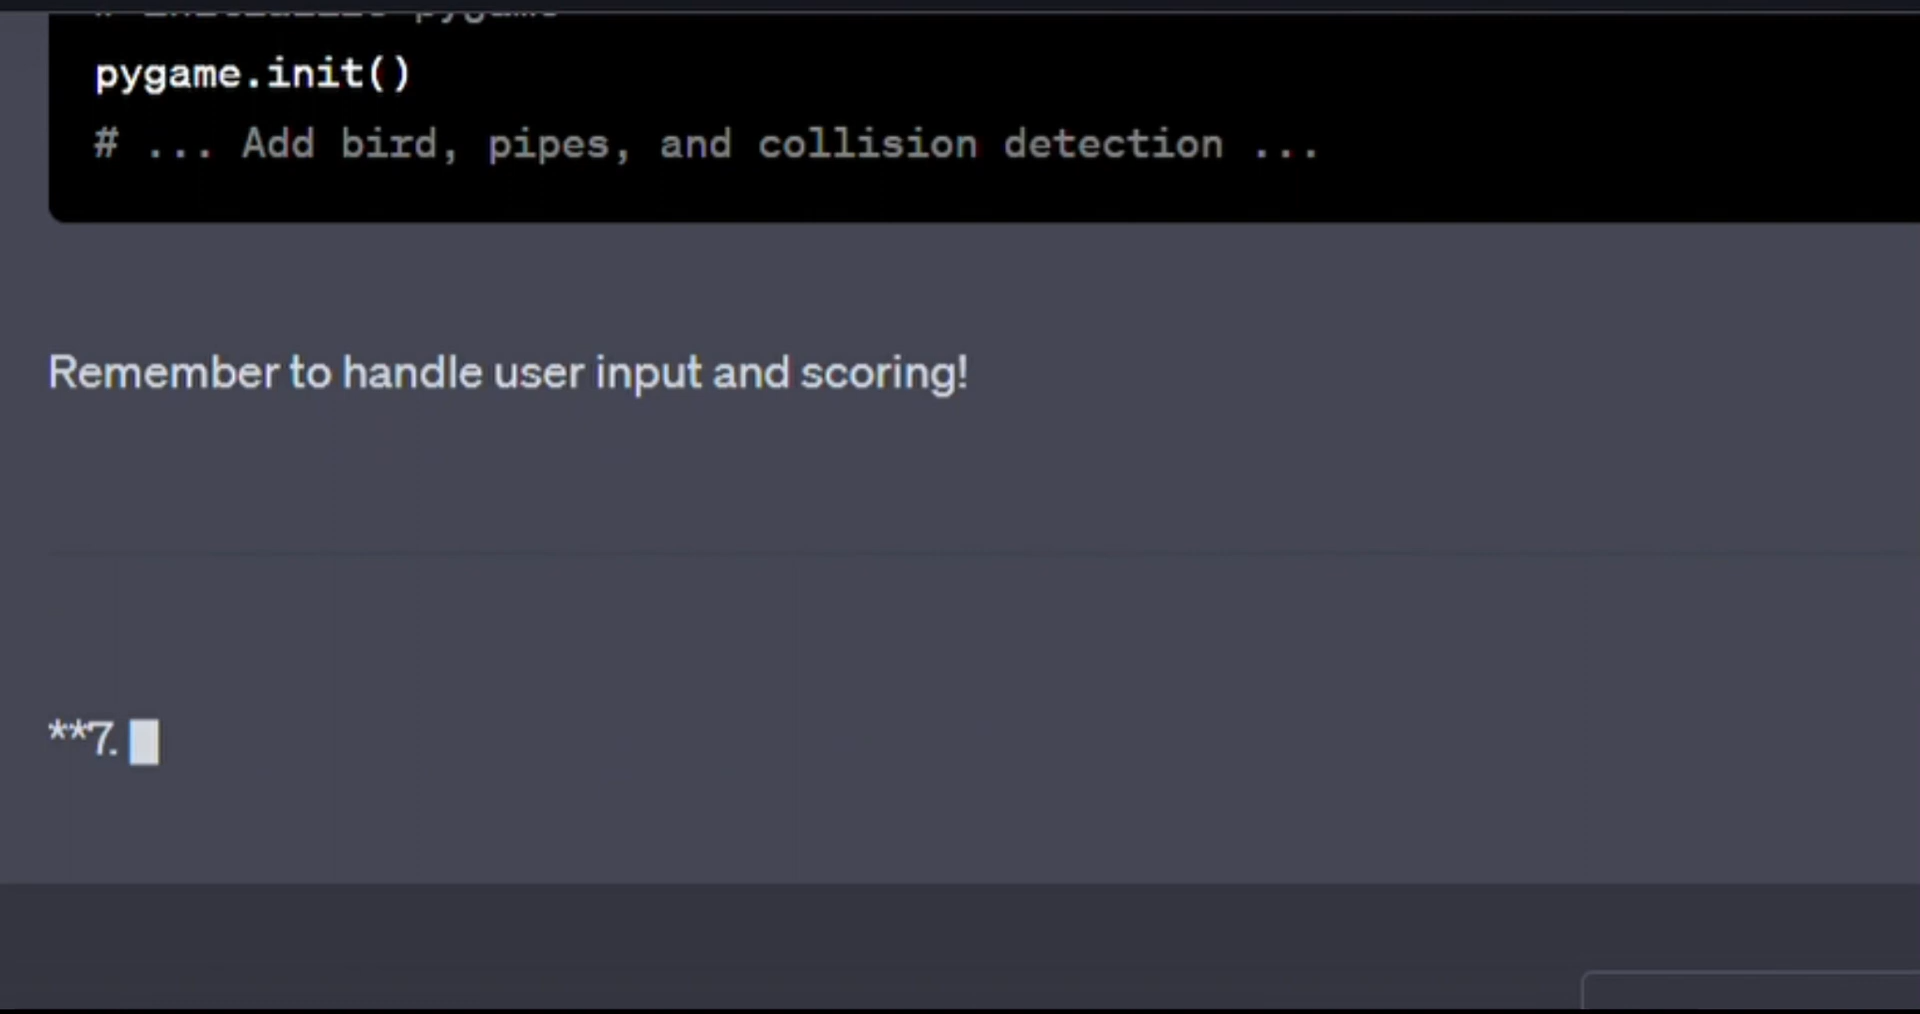 pygame.init()
# ... Add bird, pipes, and collision detection ...
Remember to handle user input and scoring!
**7.